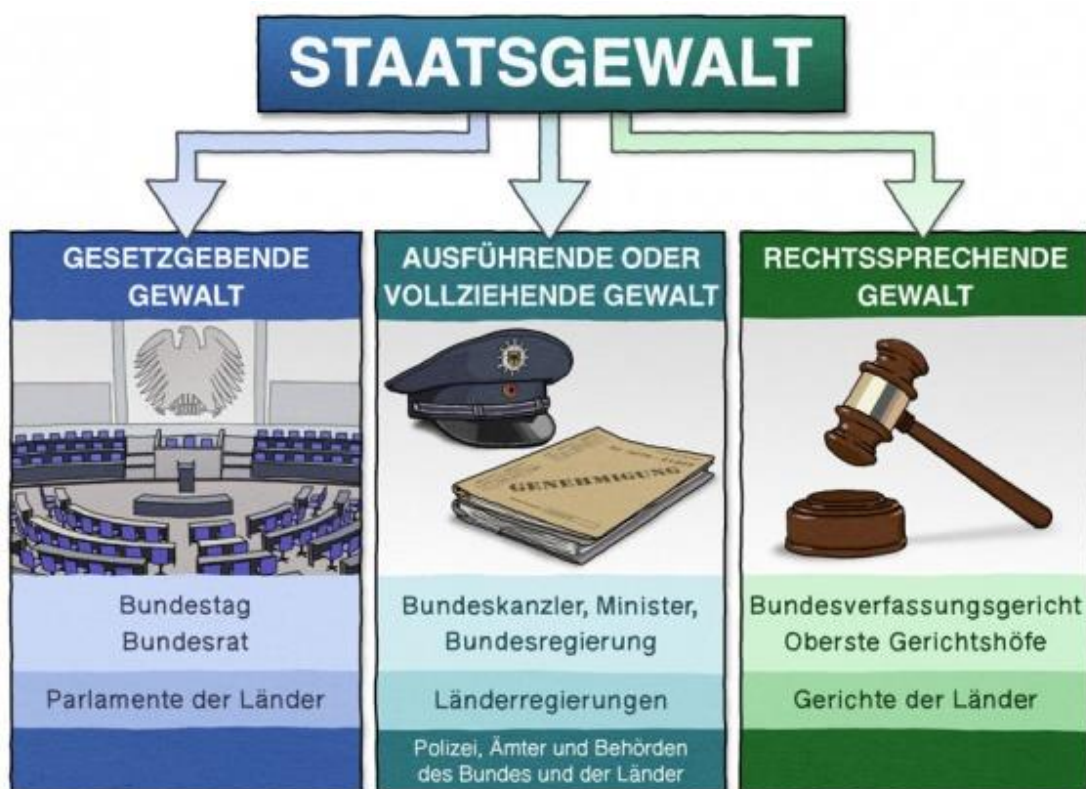 STAATSGEWALT
GESETZGEBENDE
GEWALT
Bundestag
Bundesrat
Parlamente der Länder
AUSFÜHRENDE ODER
VOLLZIEHENDE GEWALT
GENEHMIGUNG
Bundeskanzler, Minister,
Bundesregierung
Länderregierungen
Polizei, Ämter und Behörden
des Bundes und der Länder
RECHTSSPRECHENDE
GEWALT
Bundesverfassungsgericht
Oberste Gerichtshöfe
Gerichte der Länder